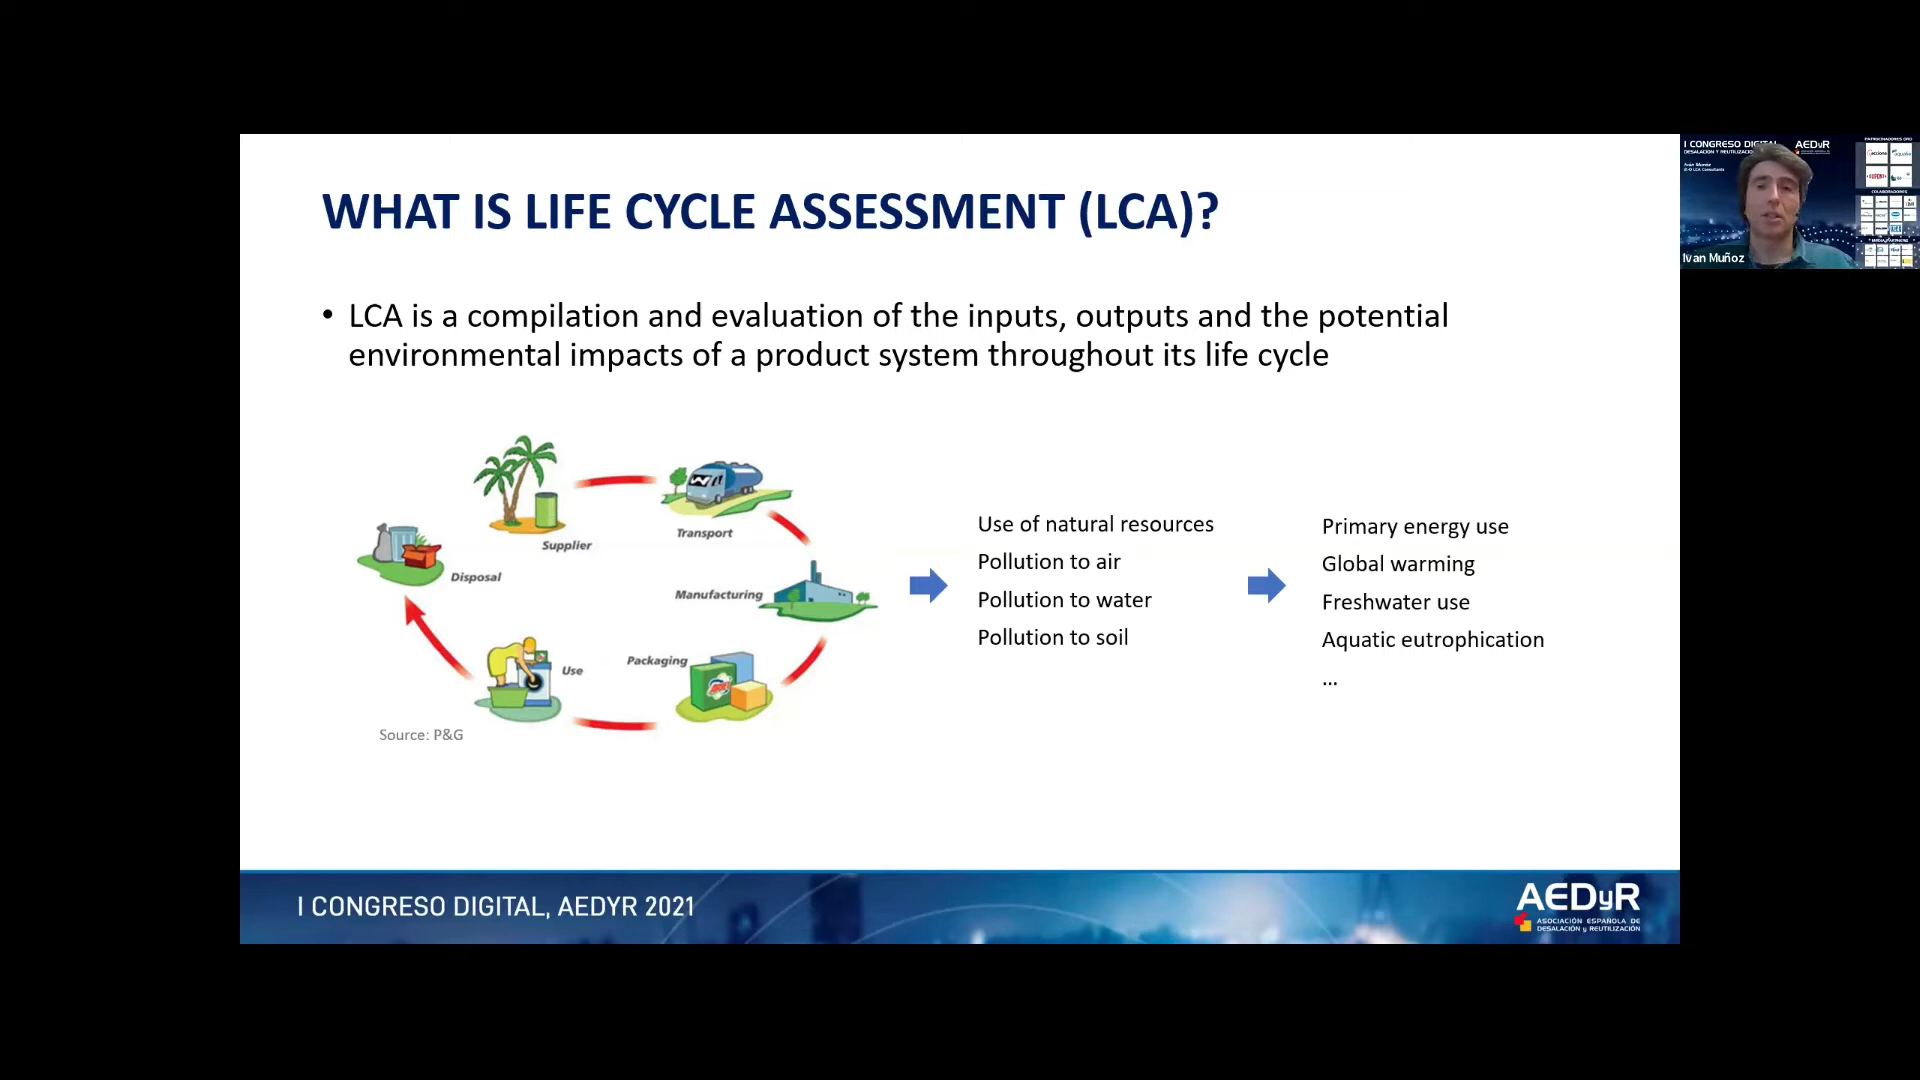 WHAT IS LIFE CYCLE ASSESSMENT (LCA)?
• LCA is a compilation and evaluation of the inputs, outputs and the potential
environmental impacts of a product system throughout its life cycle
Supplier
Transport
Disposal
Manufacturing
Packaging
Use
Source: P&G
Use of natural resources
Pollution to air
Pollution to water
Pollution to soil
Primary energy use
Global warming
Freshwater use
Aquatic eutrophication
...
I CONGRESO DIGITAL, AEDYR 2021
AEDyR
ASOCIACIÓN ESPAÑOLA DE
DESALACIÓN y REUTILIZACIÓN
I CONGRESO
AEDyR
Ivan Muñoz